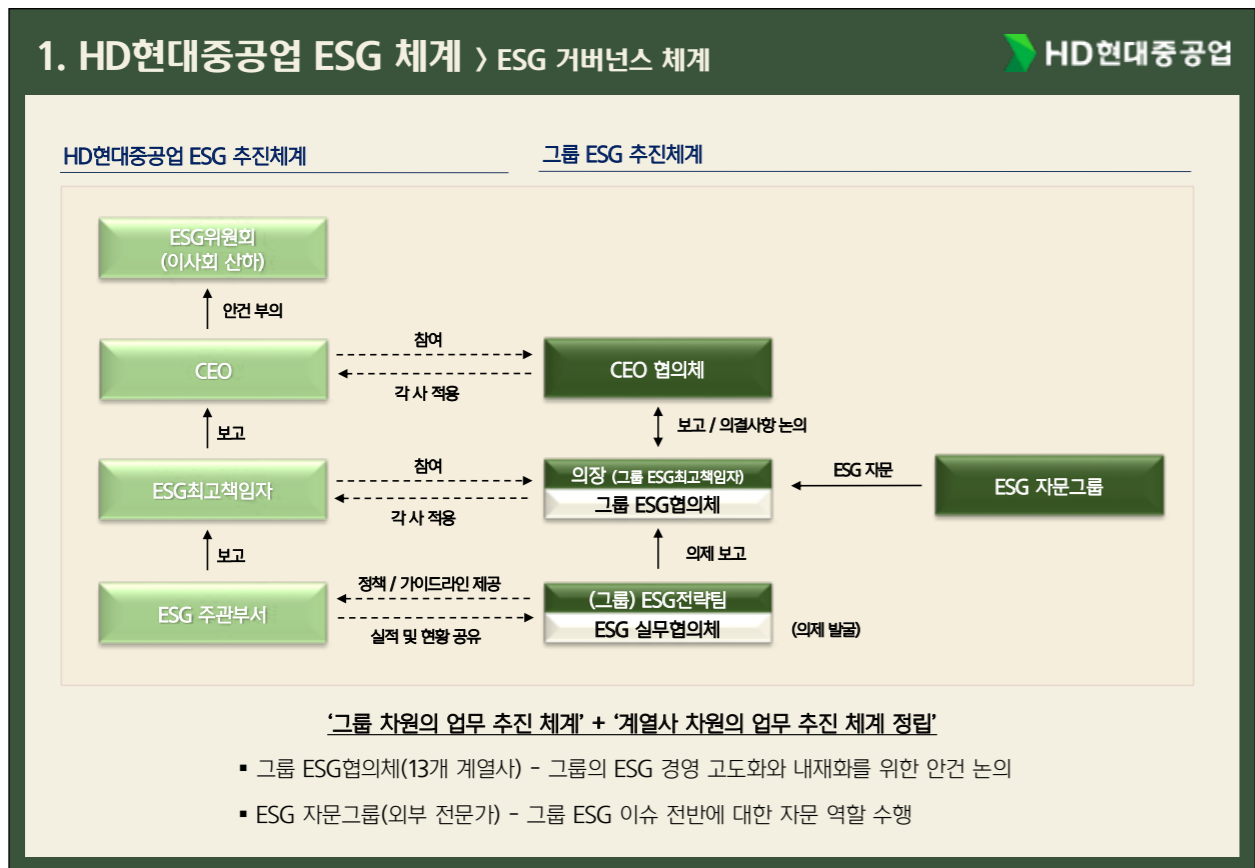 1. HD현대중공업 ESG 체계 > ESG 거버넌스 체계
HD현대중공업
HD현대중공업 ESG 추진체계
그룹 ESG 추진체계
ESG위원회
(이사회 산하)
안건 부의
CEO
참여
각 사 적용
CEO 협의체
보고
보고 / 의결사항 논의
ESG최고책임자
참여
각 사 적용
의장 (그룹 ESG최고책임자)
그룹 ESG협의체
ESG 자문
ESG 자문그룹
보고
의제 보고
ESG 주관부서
정책 / 가이드라인 제공
실적 및 현황 공유
(그룹) ESG전략팀
ESG 실무협의체
(의제 발굴)
‘그룹 차원의 업무 추진 체계’ + ‘계열사 차원의 업무 추진 체계 정립’
▪ 그룹 ESG협의체(13개 계열사) – 그룹의 ESG 경영 고도화와 내재화를 위한 안건 논의
▪ ESG 자문그룹(외부 전문가) – 그룹 ESG 이슈 전반에 대한 자문 역할 수행